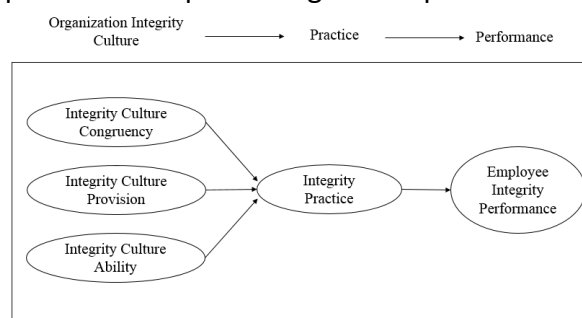 Organization Integrity
Culture
Practice
Performance
Integrity Culture
Congruency
Integrity Culture
Provision
Integrity Culture
Ability
Integrity
Practice
Employee
Integrity
Performance